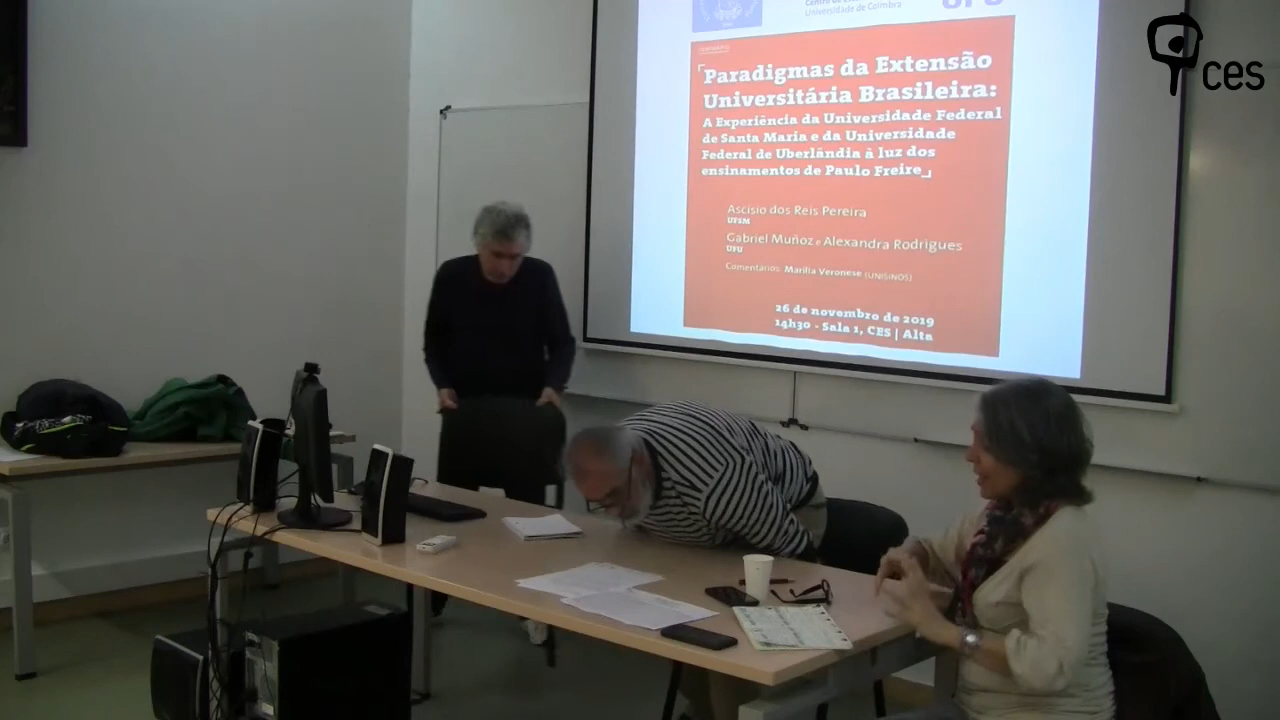 Universidade de Coimbra
ces
Paradigmas da Extensão
Universitária Brasileira:
A Experiência da Universidade Federal
de Santa Maria e da Universidade
Federal de Uberlândia à luz dos
ensinamentos de Paulo Freire
Ascísio dos Reis Pereira
UFSM
Gabriel Muñoz e Alexandra Rodrigues
UFU
Comentários: Marília Veronese (UNISINOS)
26 de novembro de 2019
14h30 - Sala 1, CES | Alta